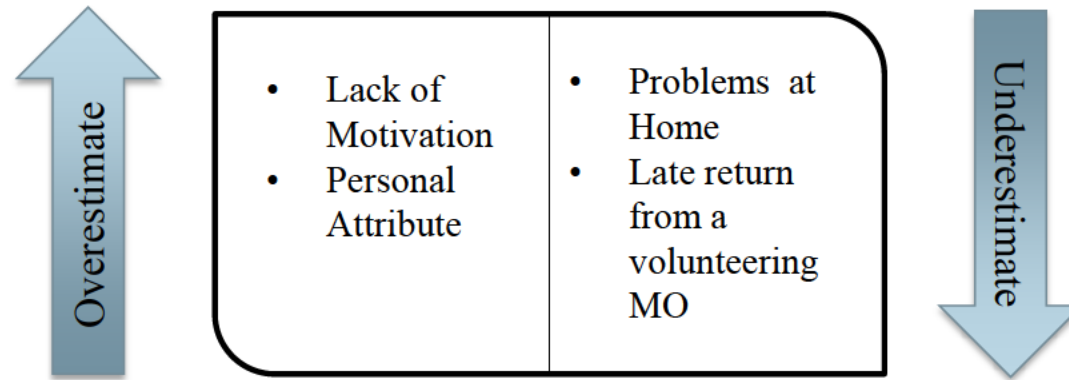 Overestimate
• Lack of
Motivation
• Personal
Attribute
• Problems at
Home
• Late return
from a
volunteering
MO
Underestimate